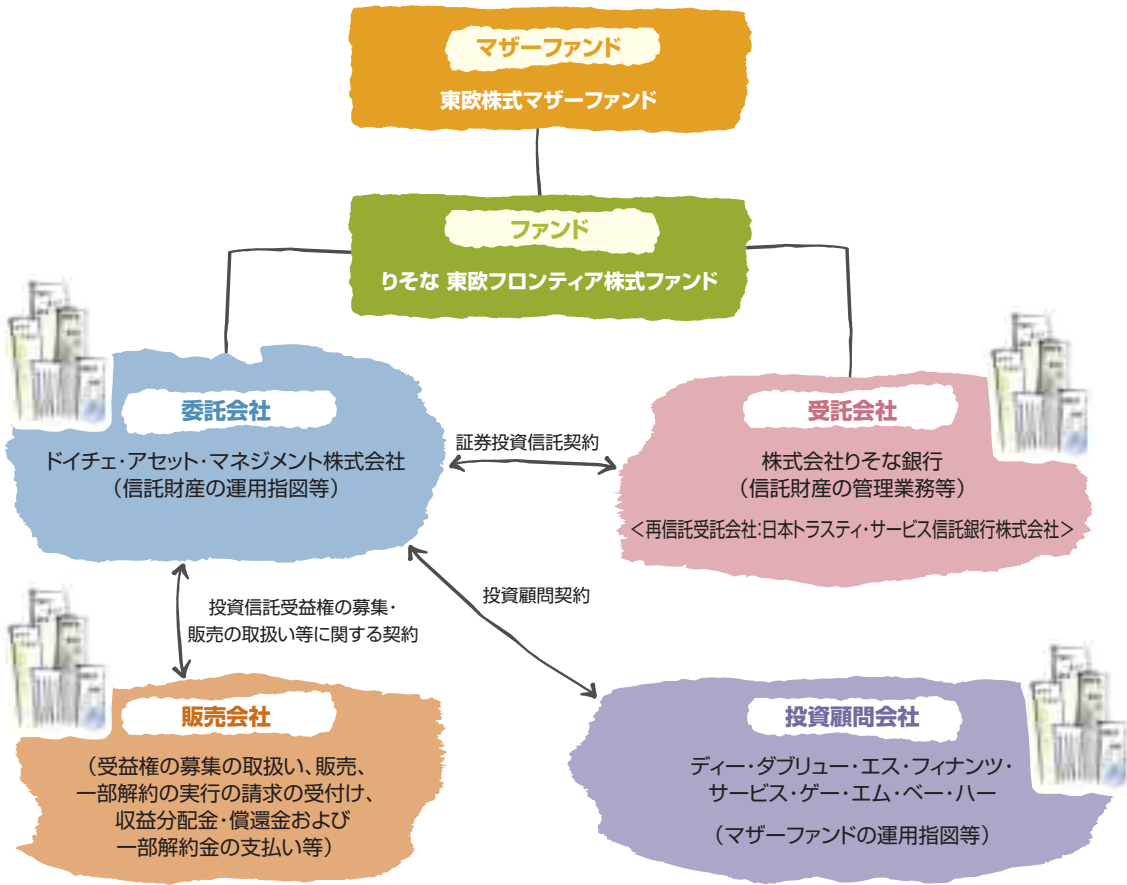 マザーファンド
東欧株式マザーファンド
ファンド
りそな 東欧フロンティア株式ファンド
委託会社
ドイチェ・アセット・マネジメント株式会社
（信託財産の運用指図等）
証券投資信託契約
受託会社
株式会社りそな銀行
（信託財産の管理業務等）
＜再信託受託会社:日本トラスティ・サービス信託銀行株式会社＞
投資信託受益権の募集・
販売の取扱い等に関する契約
投資顧問契約
販売会社
（受益権の募集の取扱い、販売、
一部解約の実行の請求の受付け、
収益分配金・償還金および
一部解約金の支払い等）
投資顧問会社
ディー・ダブリュー・エス・フィナンツ・
サービス・ゲー・エム・ベー・ハー
（マザーファンドの運用指図等）